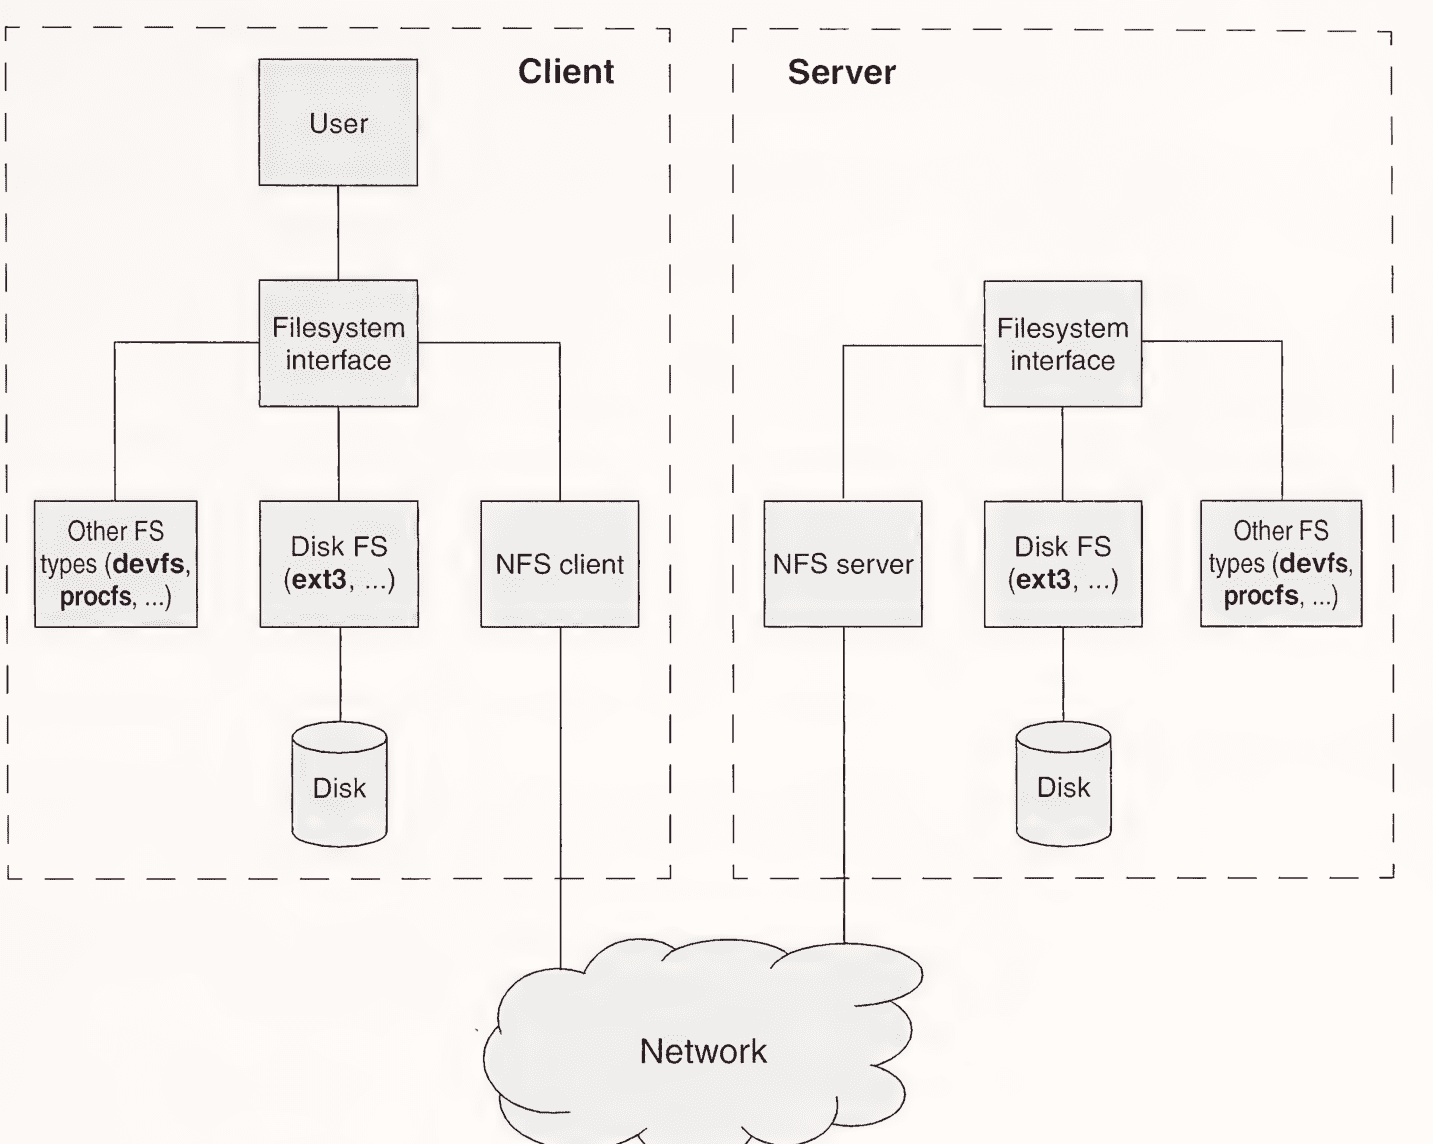 Client
Server
User
Filesystem
interface
Filesystem
interface
Other FS
types (devfs,
procfs, ...)
Disk FS
(ext3, ...)
NFS client
NFS server
Disk FS
(ext3, ...)
Other FS
types (devfs,
procfs, ...)
Disk
Disk
Network